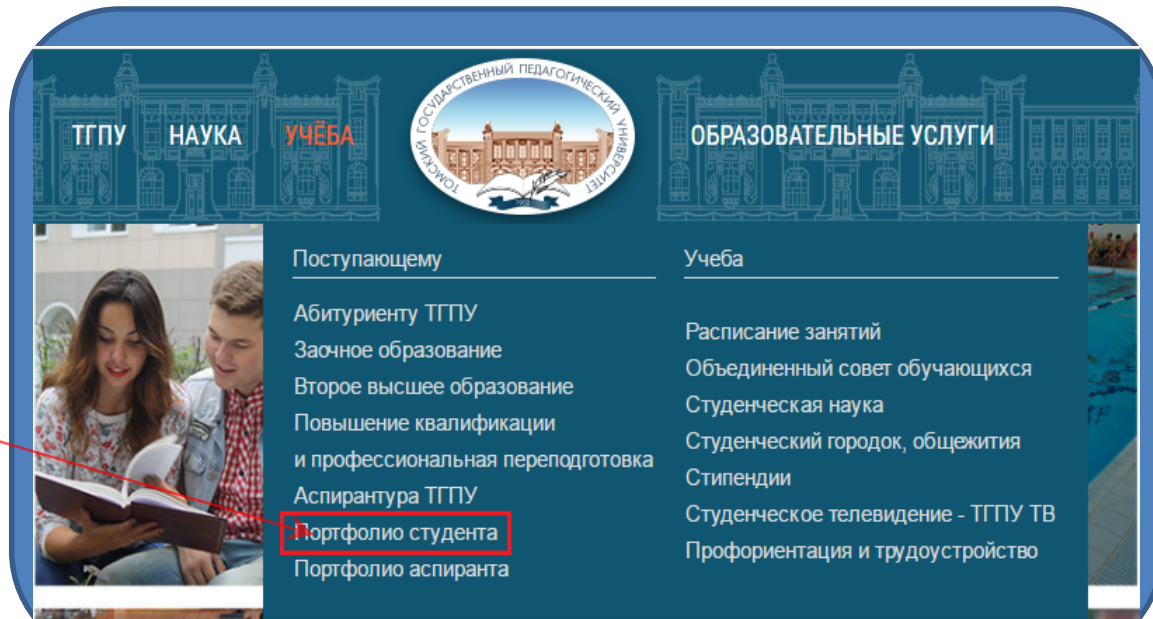 ТГПУ
НАУКА
УЧЁБА
ТОМСКИЙ ГОСУДАРСТВЕННЫЙ ПЕДАГОГИЧЕСКИЙ УНИВЕРСИТЕТ
1902
ОБРАЗОВАТЕЛЬНЫЕ УСЛУГИ
Поступающему
Абитуриенту ТГПУ
Заочное образование
Второе высшее образование
Повышение квалификации
и профессиональная переподготовка
Аспирантура ТГПУ
Портфолио студента
Портфолио аспиранта
Учеба
Расписание занятий
Объединенный совет обучающихся
Студенческая наука
Студенческий городок, общежития
Стипендии
Студенческое телевидение - ТГПУ ТВ
Профориентация и трудоустройство